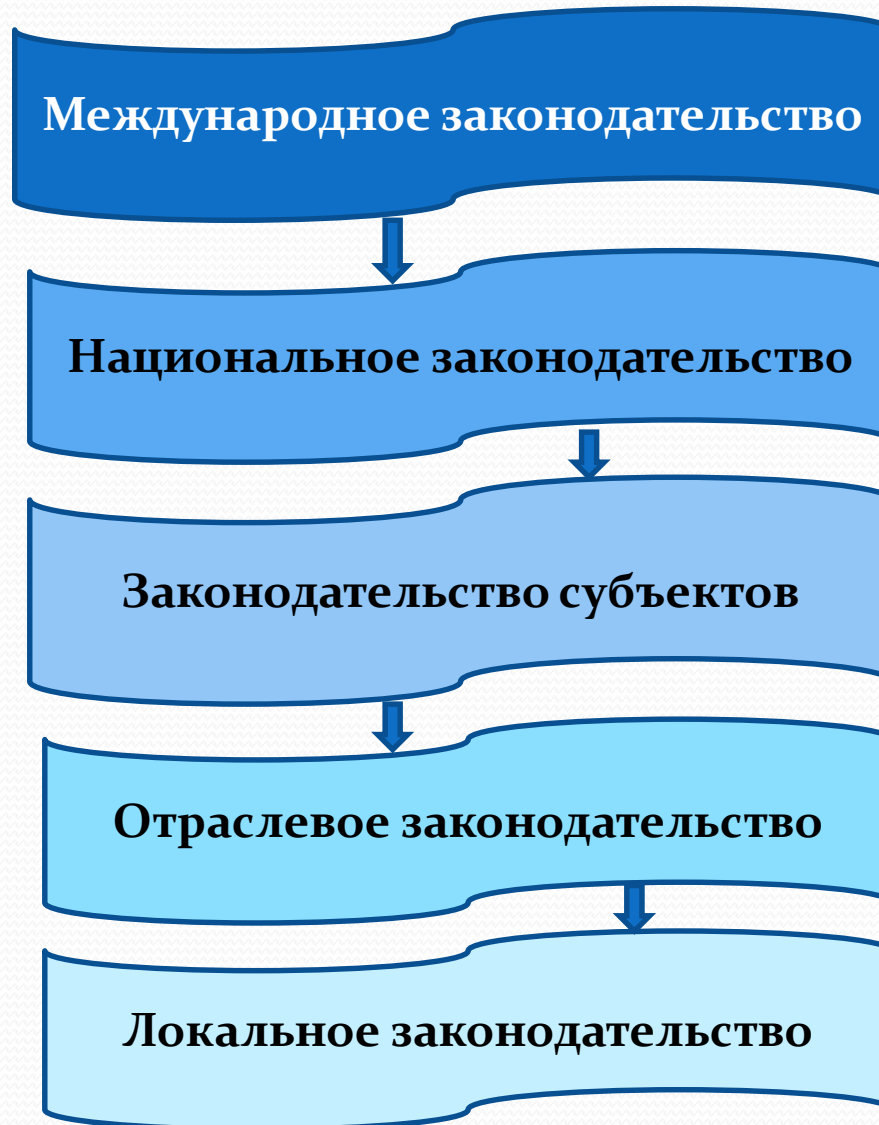 Международное законодательство
Национальное законодательство
Законодательство субъектов
Отраслевое законодательство
Локальное законодательство